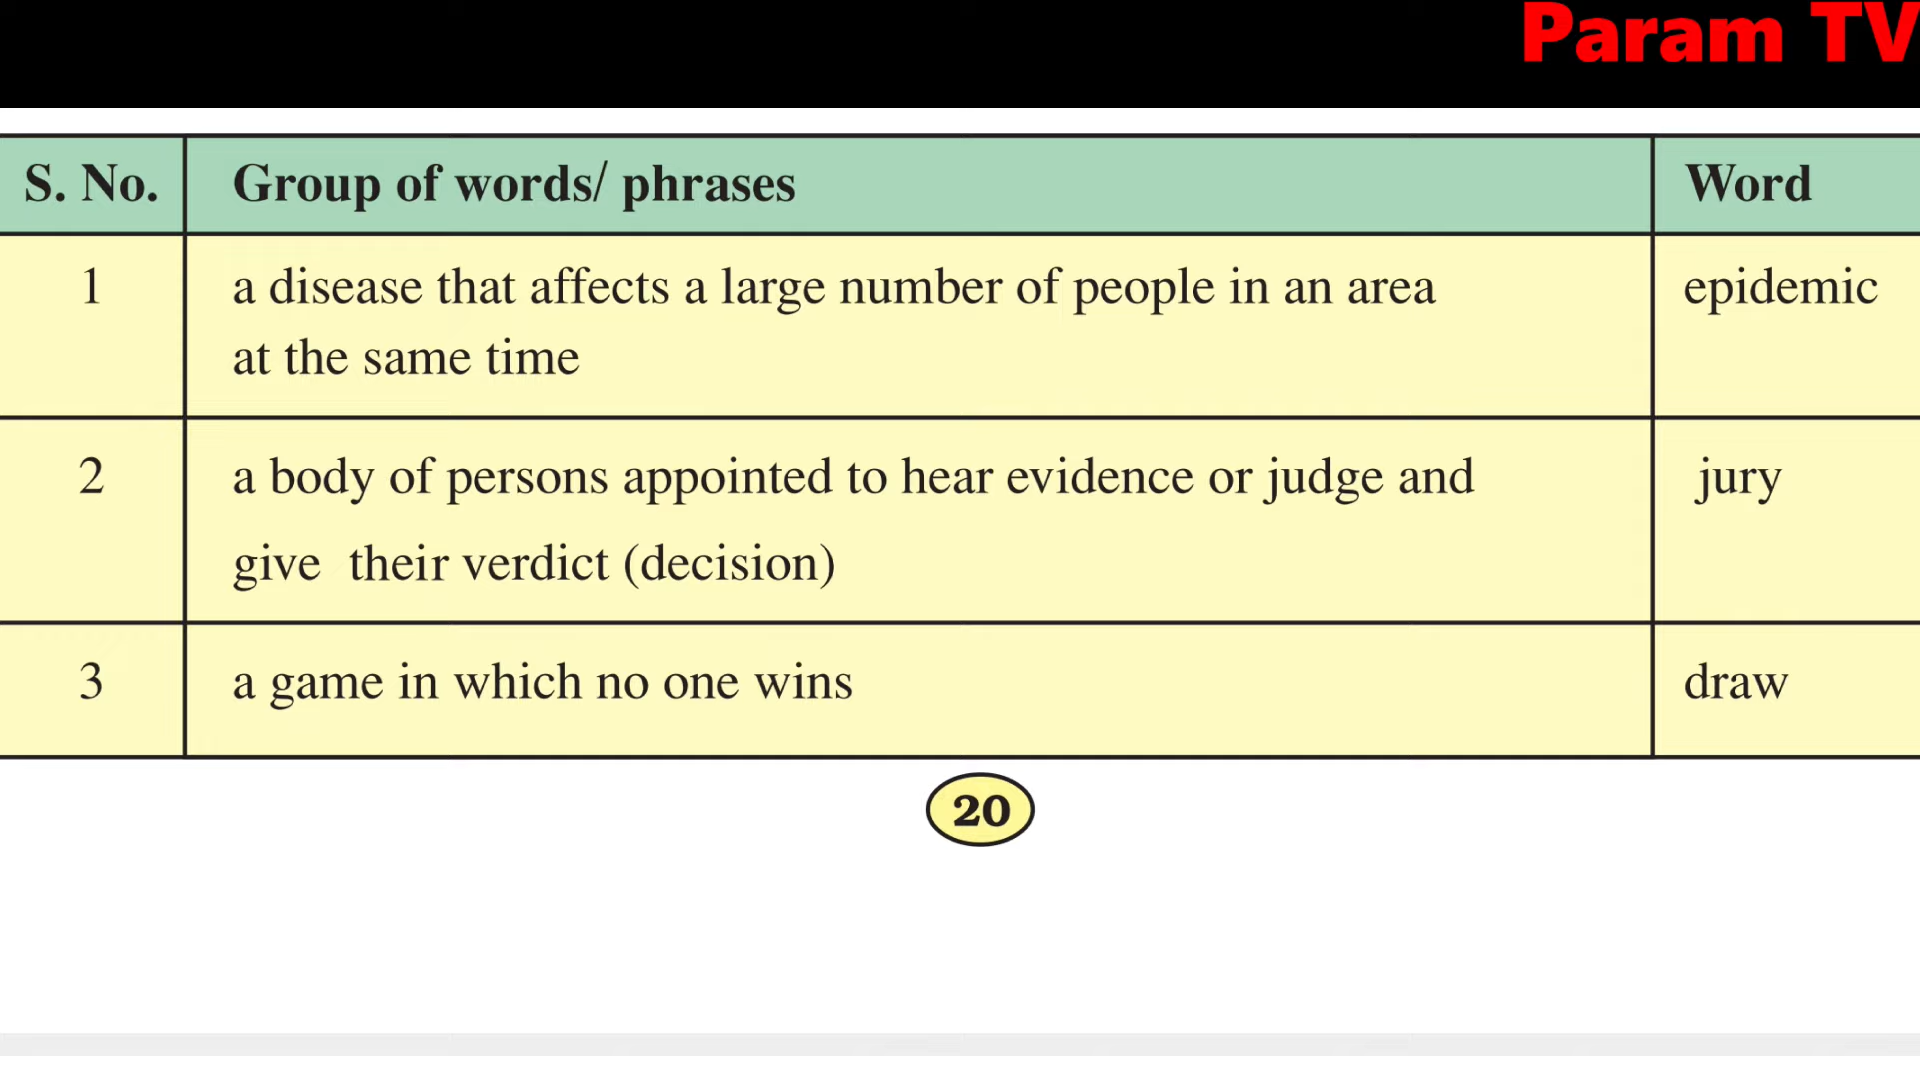 Param TV
S. No. Group of words/ phrases Word
1 a disease that affects a large number of people in an area epidemic
at the same time
2 a body of persons appointed to hear evidence or judge and jury
give their verdict (decision)
3 a game in which no one wins draw
20